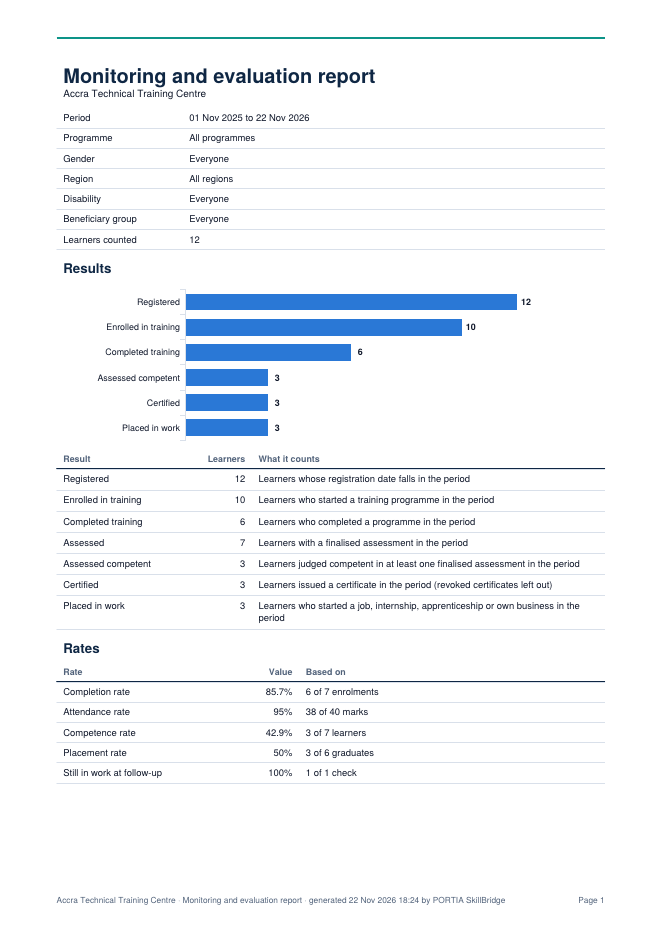 Monitoring and evaluation report
Accra Technical Training Centre
Period 01 Nov 2025 to 22 Nov 2026
Programme All programmes
Gender Everyone
Region All regions
Disability Everyone
Beneficiary group Everyone
Learners counted 12
Results
Registered 12
Enrolled in training 10
Completed training 6
Assessed competent 3
Certified 3
Placed in work 3
Result Learners What it counts
Registered 12 Learners whose registration date falls in the period
Enrolled in training 10 Learners who started a training programme in the period
Completed training 6 Learners who completed a programme in the period
Assessed 7 Learners with a finalised assessment in the period
Assessed competent 3 Learners judged competent in at least one finalised assessment in the period
Certified 3 Learners issued a certificate in the period (revoked certificates left out)
Placed in work 3 Learners who started a job, internship, apprenticeship or own business in the
period
Rates
Rate Value Based on
Completion rate 85.7% 6 of 7 enrolments
Attendance rate 95% 38 of 40 marks
Competence rate 42.9% 3 of 7 learners
Placement rate 50% 3 of 6 graduates
Still in work at follow-up 100% 1 of 1 check
Accra Technical Training Centre · Monitoring and evaluation report · generated 22 Nov 2026 18:24 by PORTIA SkillBridge Page 1